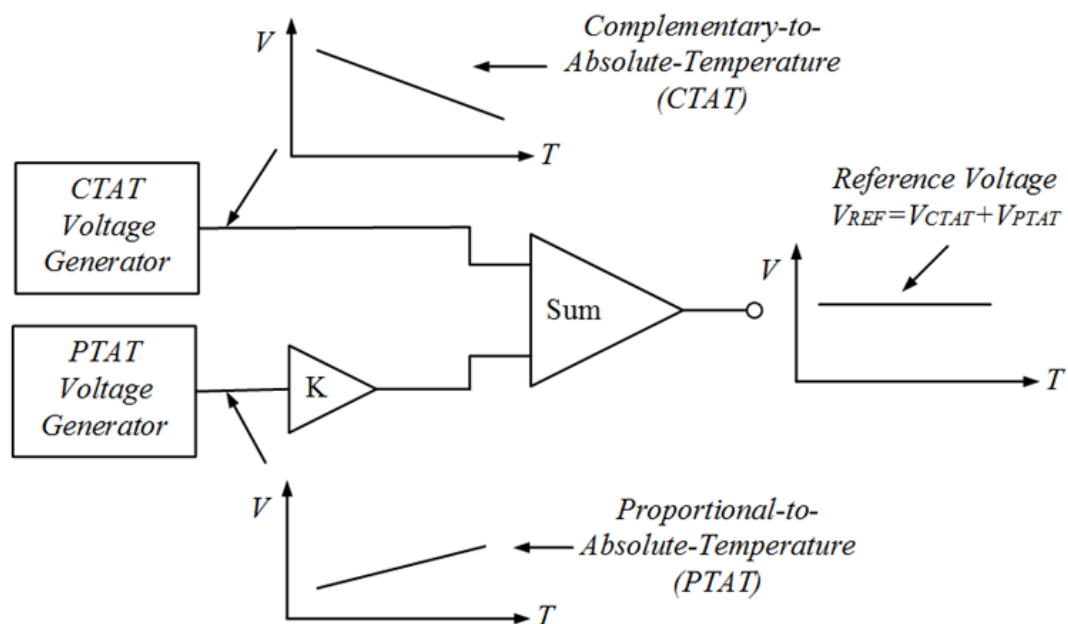 V
T
Complementary-to-
Absolute-Temperature
(CTAT)
CTAT
Voltage
Generator
Reference Voltage
VREF=VCTAT+VPTAT
V
T
Sum
PTAT
Voltage
Generator
K
V
T
Proportional-to-
Absolute-Temperature
(PTAT)